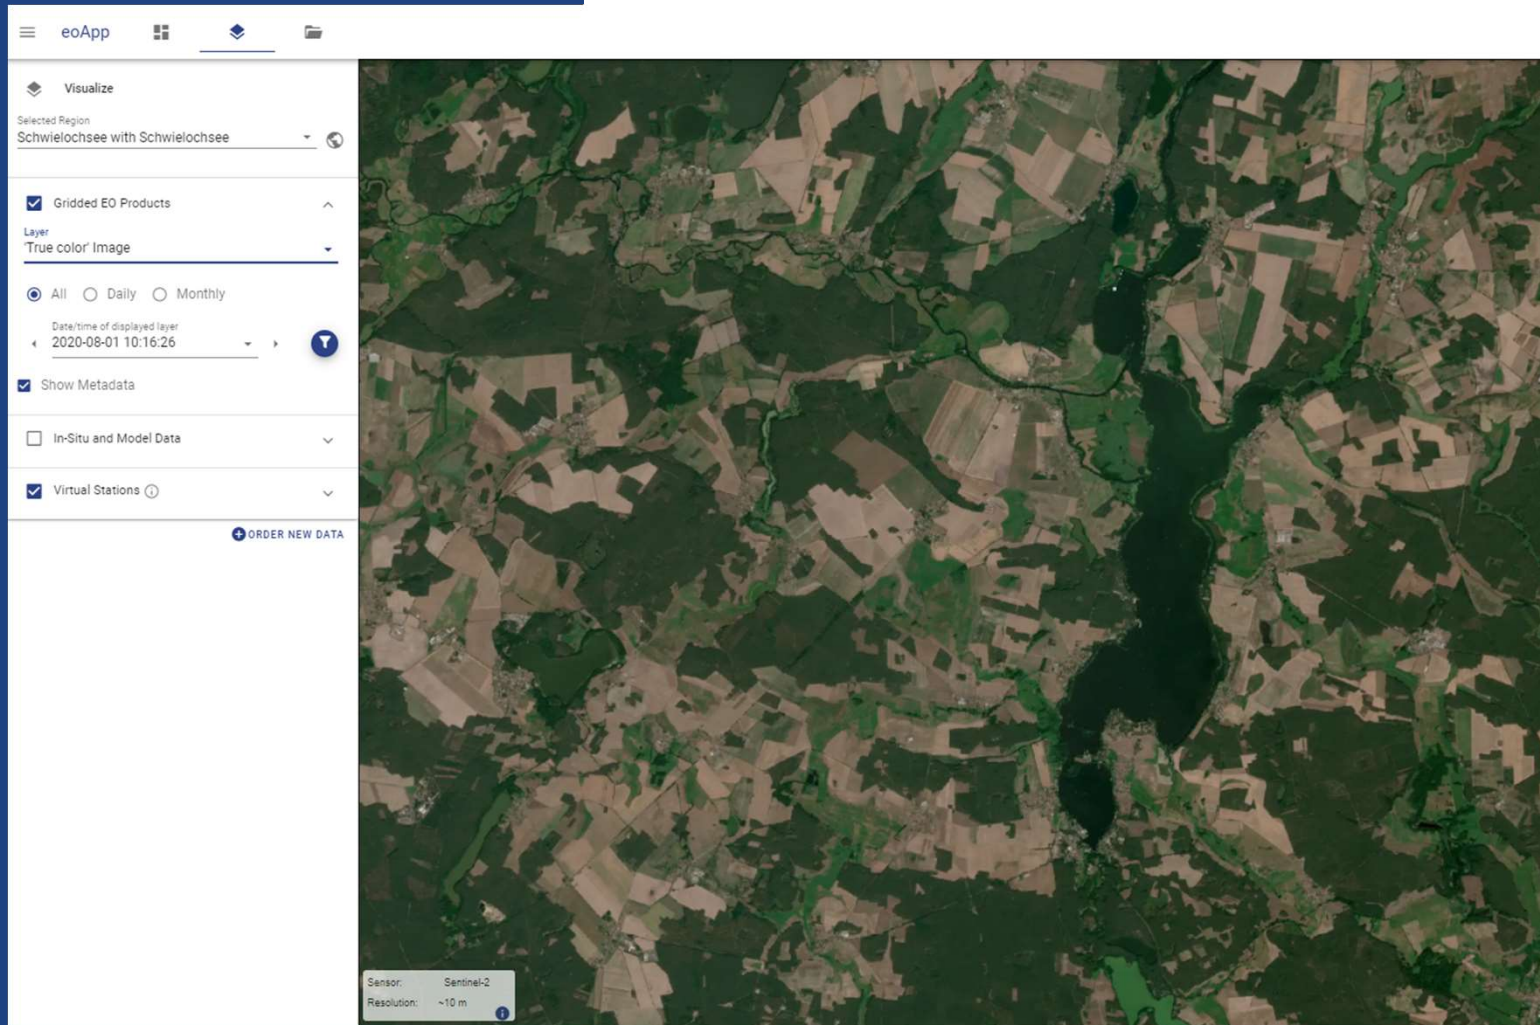 eoApp
Visualize
Selected Region
Schwielochsee with Schwielochsee
Gridded EO Products
Layer
'True color' Image
All Daily Monthly
Date/time of displayed layer
2020-08-01 10:16:26
Show Metadata
In-Situ and Model Data
Virtual Stations
ORDER NEW DATA
Sensor: Sentinel-2
Resolution: ~10 m